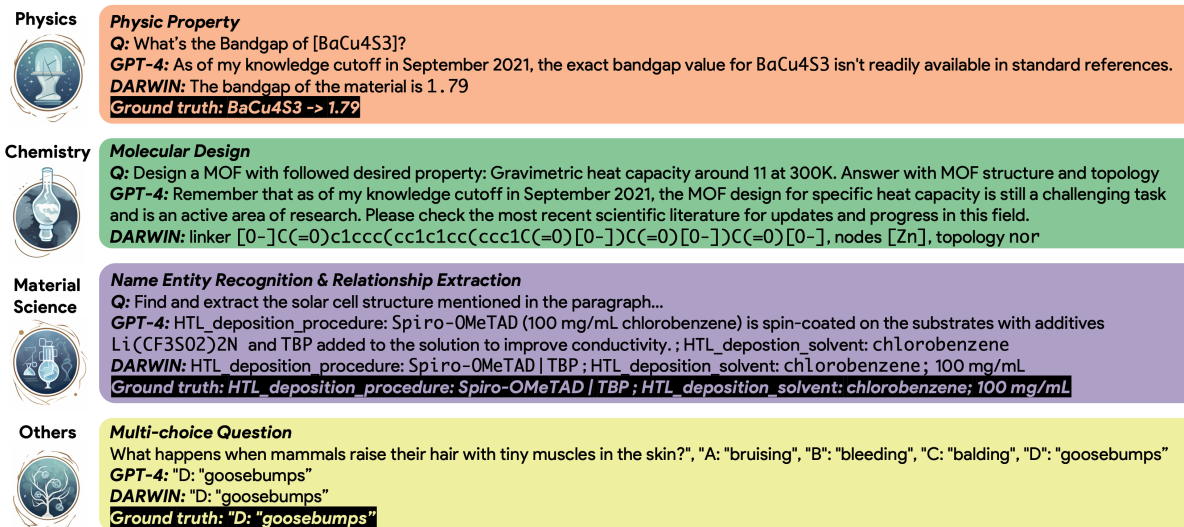 Physics
Physic Property
Q: What's the Bandgap of [BaCu4S3]?
GPT-4: As of my knowledge cutoff in September 2021, the exact bandgap value for BaCu4S3 isn't readily available in standard references.
DARWIN: The bandgap of the material is 1.79
Ground truth: BaCu4S3 -> 1.79
Chemistry
Molecular Design
Q: Design a MOF with followed desired property: Gravimetric heat capacity around 11 at 300K. Answer with MOF structure and topology
GPT-4: Remember that as of my knowledge cutoff in September 2021, the MOF design for specific heat capacity is still a challenging task
and is an active area of research. Please check the most recent scientific literature for updates and progress in this field.
DARWIN: linker [O-]C(=O)c1ccc(cc1c1cc(ccc1C(=O)[O-])C(=O)[O-])C(=O)[O-], nodes [Zn], topology nor
Material
Science
Name Entity Recognition & Relationship Extraction
Q: Find and extract the solar cell structure mentioned in the paragraph...
GPT-4: HTL_deposition_procedure: Spiro-OMeTAD (100 mg/mL chlorobenzene) is spin-coated on the substrates with additives
Li(CF3SO2)2N and TBP added to the solution to improve conductivity. ; HTL_depostion_solvent: chlorobenzene
DARWIN: HTL_deposition_procedure: Spiro-OMeTAD | TBP ; HTL_deposition_solvent: chlorobenzene; 100 mg/mL
Ground truth: HTL_deposition_procedure: Spiro-OMeTAD | TBP ; HTL_deposition_solvent: chlorobenzene; 100 mg/mL
Others
Multi-choice Question
What happens when mammals raise their hair with tiny muscles in the skin?", "A: "bruising", "B": "bleeding", "C": "balding", "D": "goosebumps”
GPT-4: "D: "goosebumps”
DARWIN: "D: "goosebumps”
Ground truth: "D: "goosebumps”